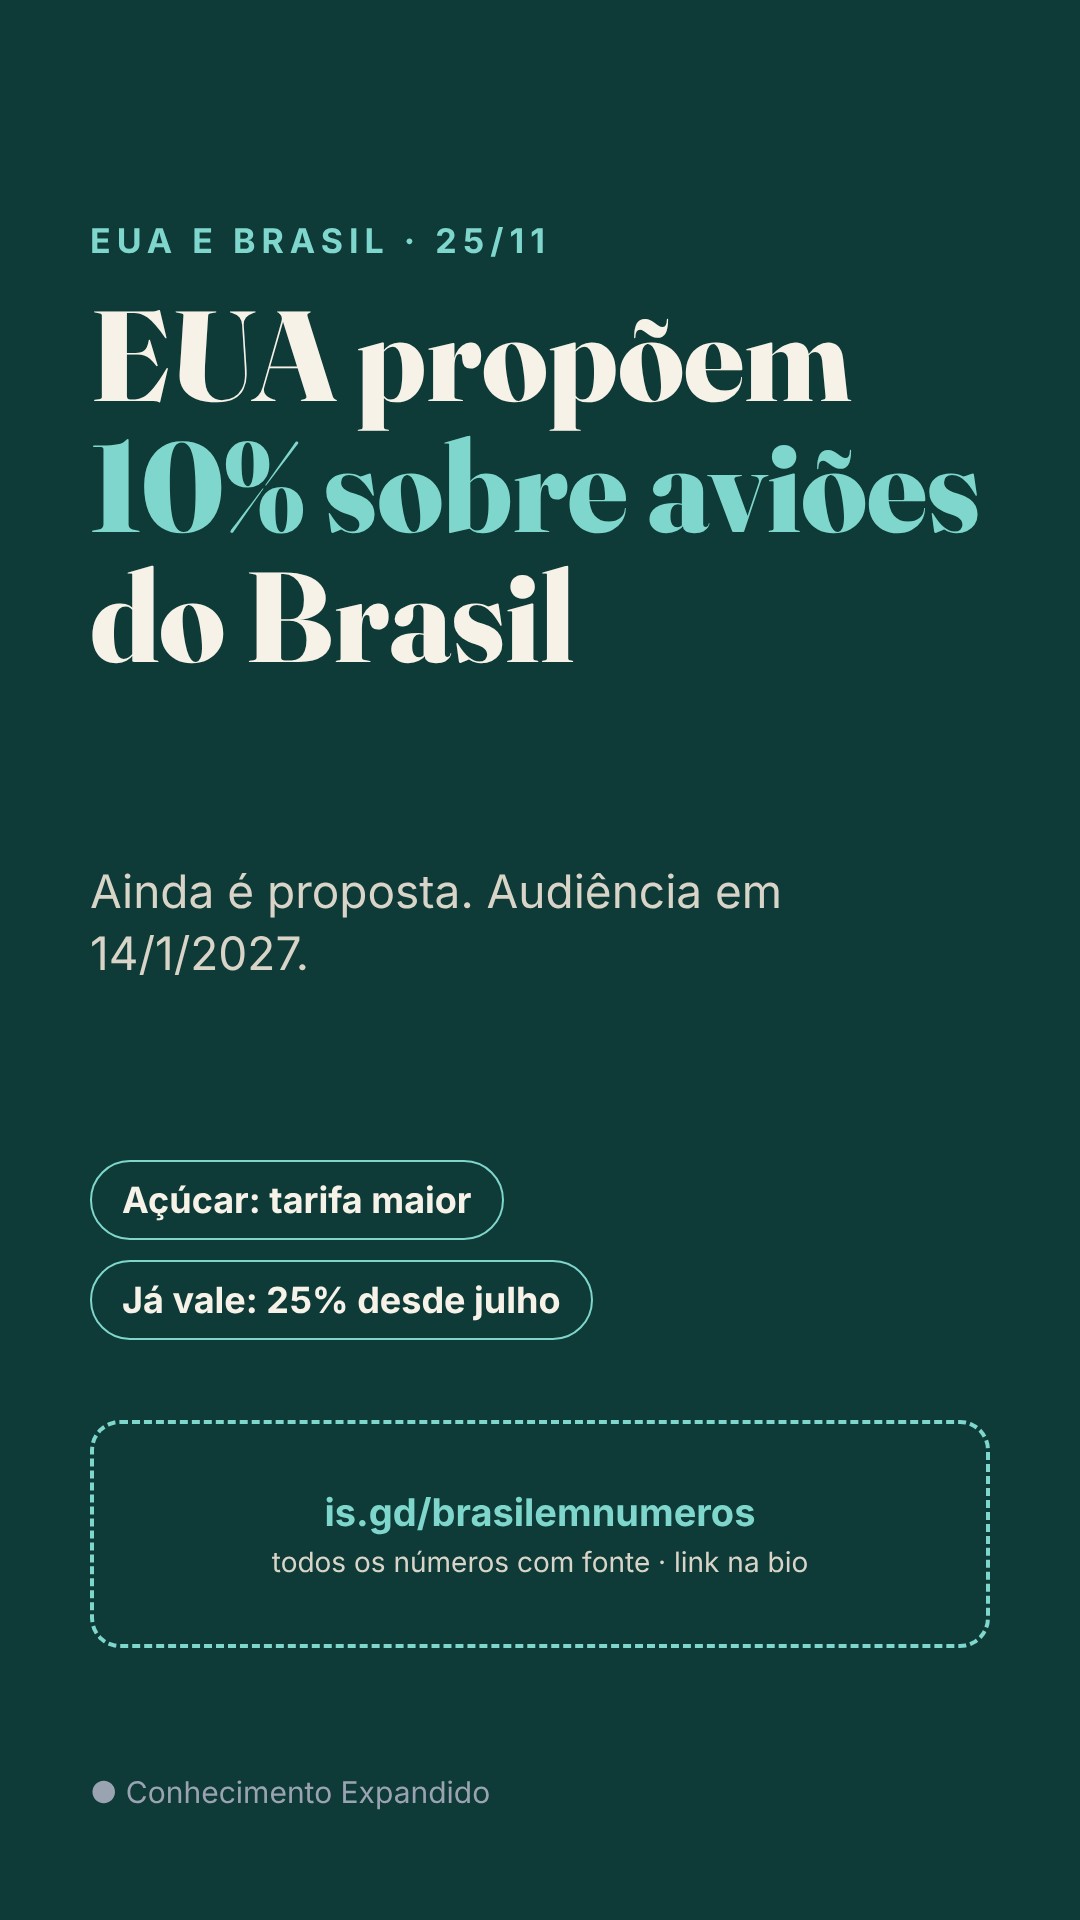 EUA E BRASIL · 25/11
EUA propõem
10% sobre aviões
do Brasil
Ainda é proposta. Audiência em
14/1/2027.
Açúcar: tarifa maior
Já vale: 25% desde julho
is.gd/brasilemnumeros
todos os números com fonte · link na bio
Conhecimento Expandido